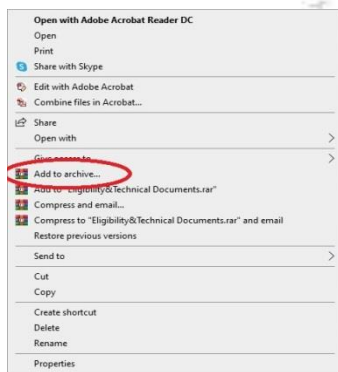 Open with Adobe Acrobat Reader DC
Open
Print
Share with Skype
Edit with Adobe Acrobat
Combine files in Acrobat...
Share
Open with
Give access to
Add to archive...
Add to "Eligibility&Technical Documents.rar"
Compress and email...
Compress to "Eligibility&Technical Documents.rar" and email
Restore previous versions
Send to
Cut
Copy
Create shortcut
Delete
Rename
Properties